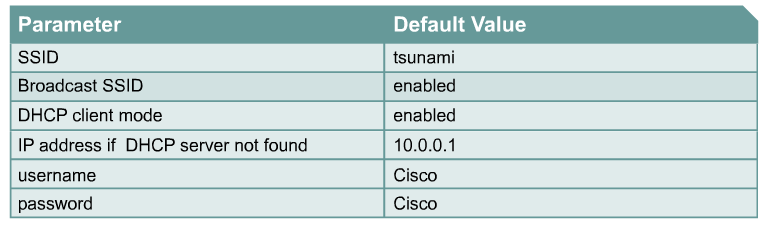 Parameter Default Value
SSID tsunami
Broadcast SSID enabled
DHCP client mode enabled
IP address if DHCP server not found 10.0.0.1
username Cisco
password Cisco